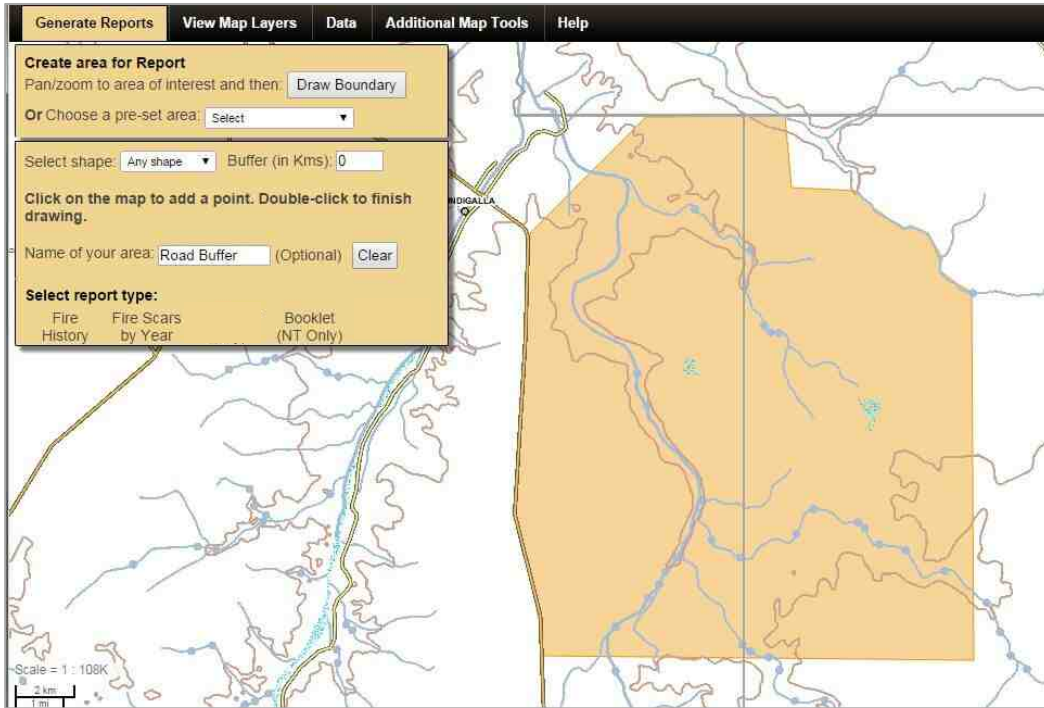 Generate Reports View Map Layers Data Additional Map Tools Help
Create area for Report
Pan/zoom to area of interest and then: Draw Boundary
Or Choose a pre-set area: Select
Select shape: Any shape Buffer (in Kms): 0
Click on the map to add a point. Double-click to finish
drawing.
Name of your area: Road Buffer (Optional) Clear
Select report type:
Fire Fire Scars Booklet
History by Year (NT Only)
NDIGALLA
Scale = 1 : 108K
2 km
1 mi